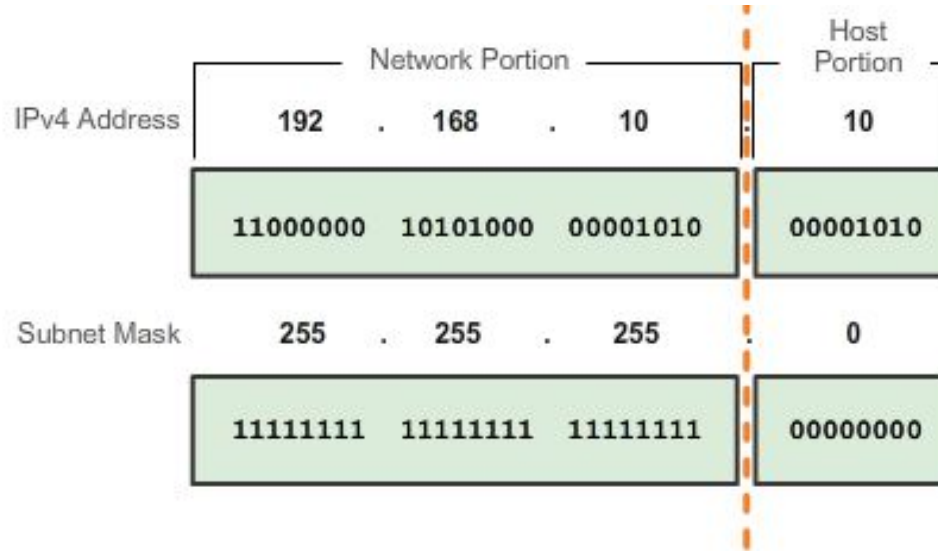 Host
Network Portion Portion
IPv4 Address 192 . 168 . 10 . 10
11000000 10101000 00001010 00001010
Subnet Mask 255 . 255 . 255 . 0
11111111 11111111 11111111 00000000